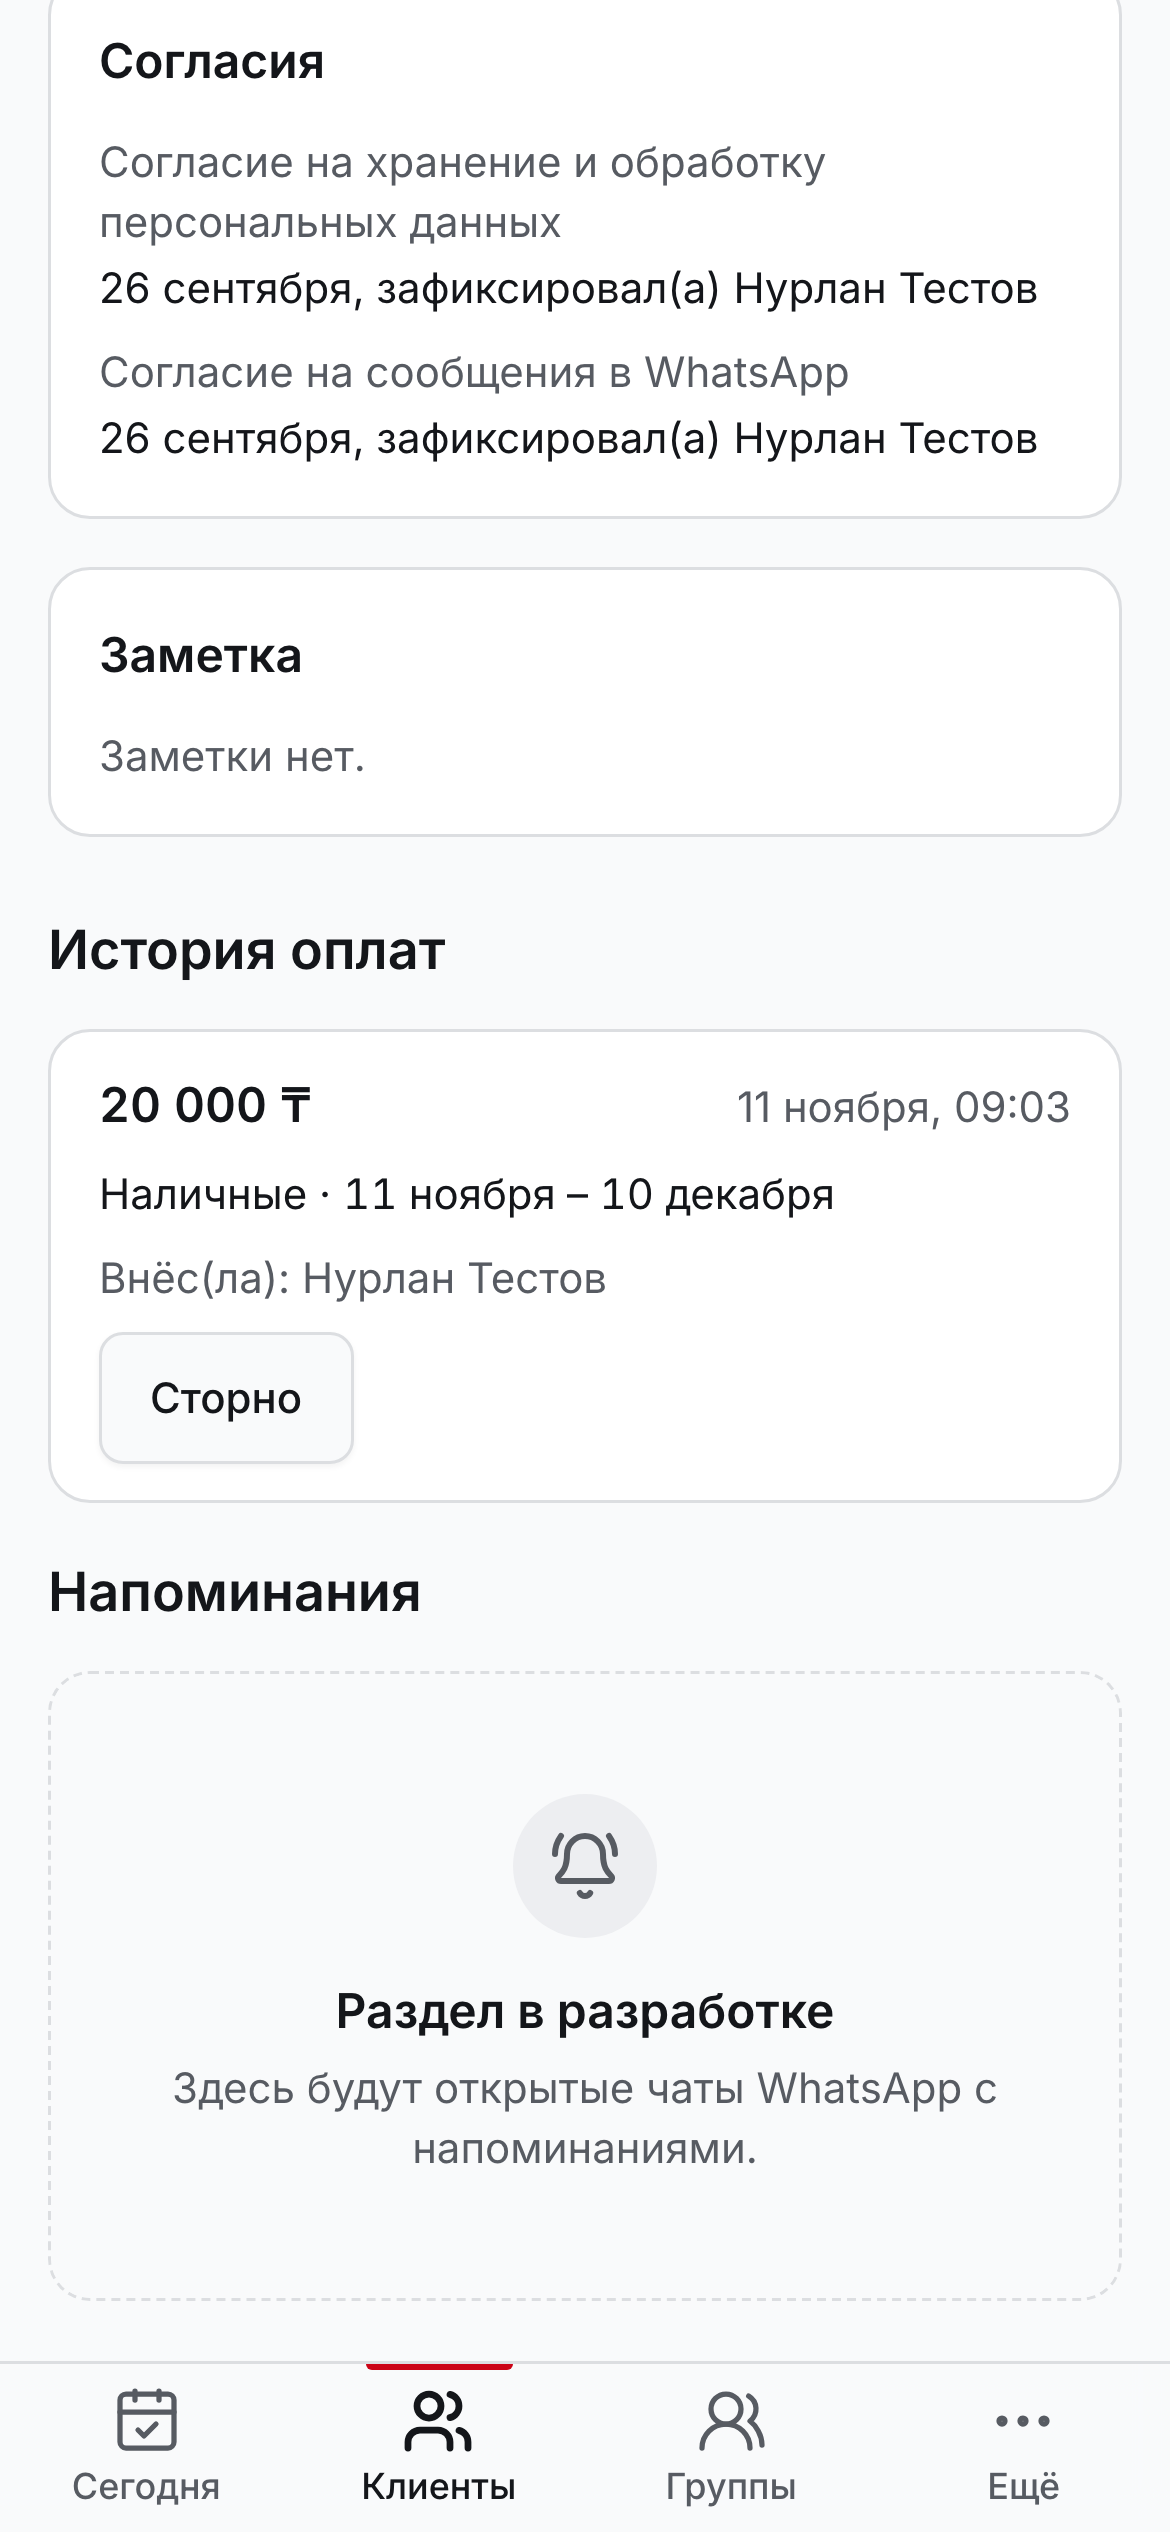 Согласия
Согласие на хранение и обработку
персональных данных
26 сентября, зафиксировал(а) Нурлан Тестов
Согласие на сообщения в WhatsApp
26 сентября, зафиксировал(а) Нурлан Тестов
Заметка
Заметки нет.
История оплат
20 000 ₸
11 ноября, 09:03
Наличные · 11 ноября – 10 декабря
Внёс(ла): Нурлан Тестов
Сторно
Напоминания
Раздел в разработке
Здесь будут открытые чаты WhatsApp с
напоминаниями.
Сегодня
Клиенты
Группы
Ещё